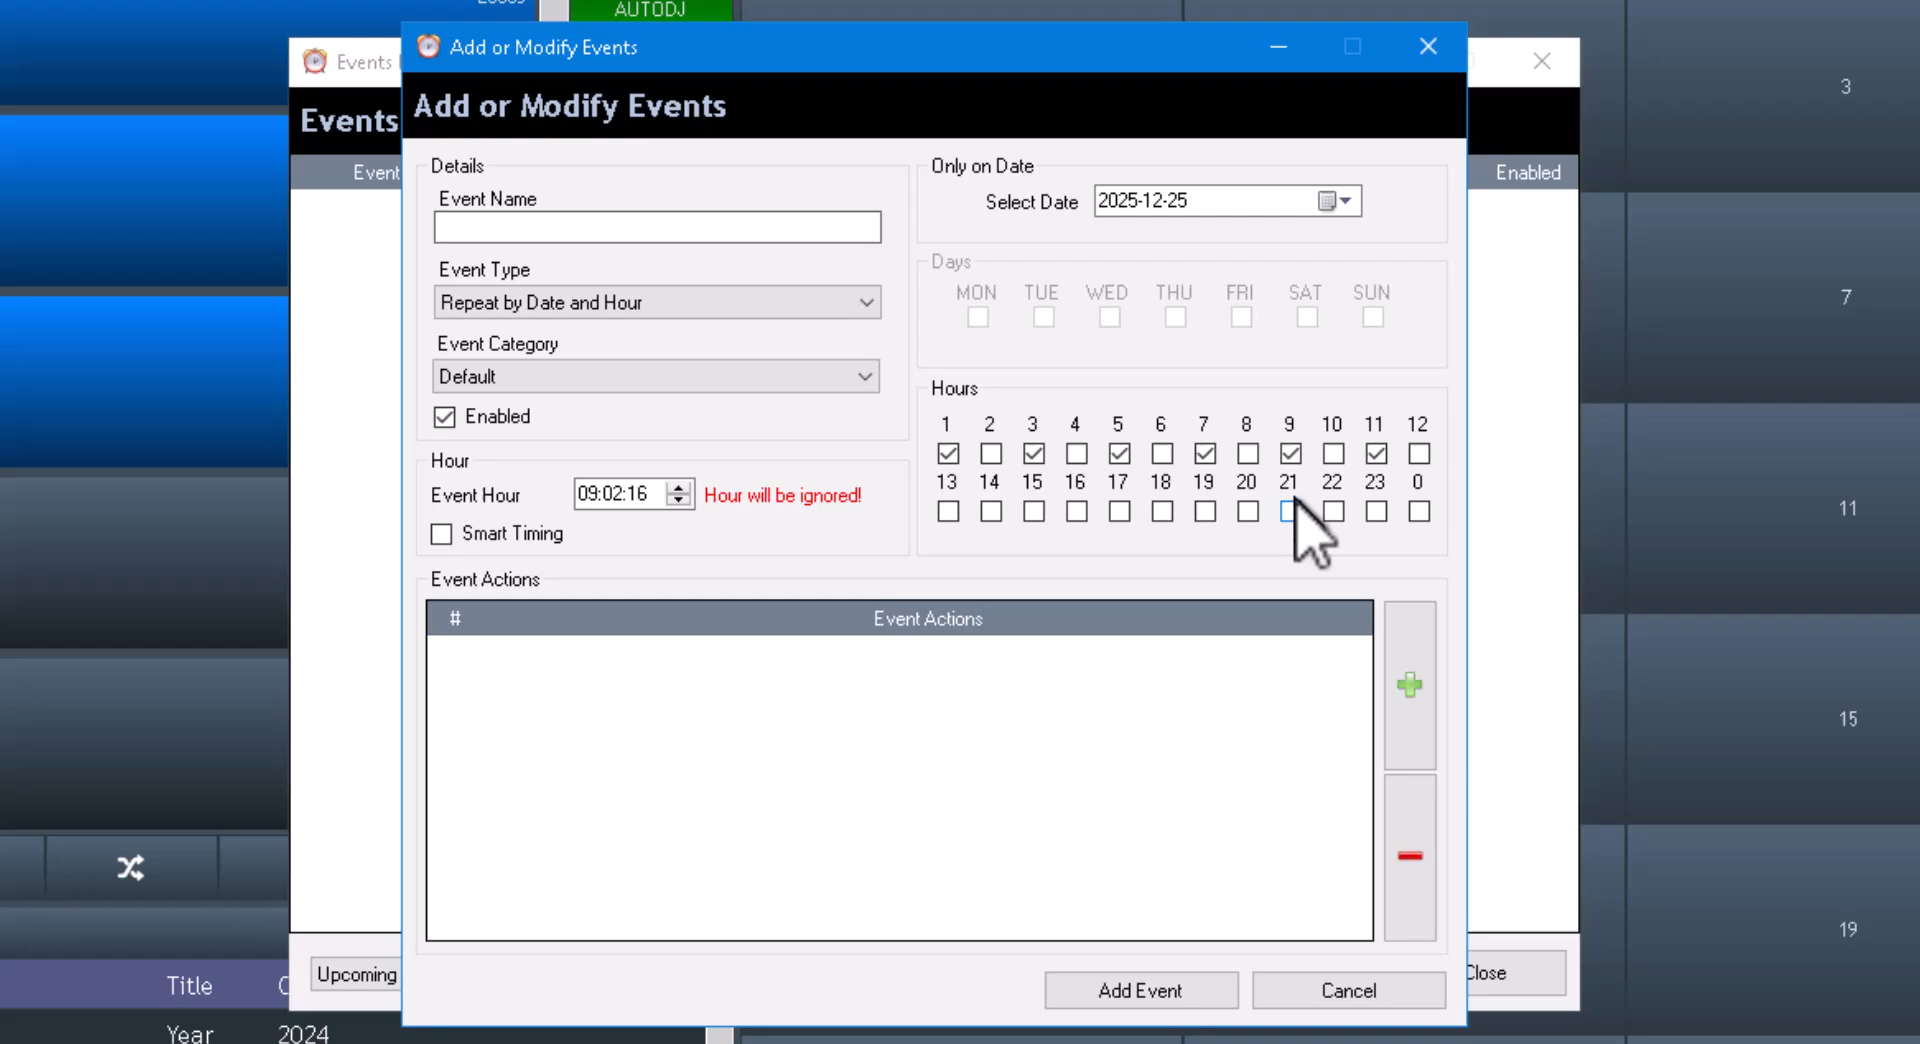 AUTODJ
Add or Modify Events
Events
Add or Modify Events
Events
Event
Enabled
Details
Event Name
Event Type
Repeat by Date and Hour
Event Category
Default
Enabled
Hour
Event Hour 09:02:16 Hour will be ignored!
Smart Timing
Only on Date
Select Date 2025-12-25
Days
MON TUE WED THU FRI SAT SUN
Hours
1 2 3 4 5 6 7 8 9 10 11 12
13 14 15 16 17 18 19 20 21 22 23 0
Event Actions
# Event Actions
Add Event Cancel
Upcoming
Close
Title
Year 2024
3
7
11
15
19